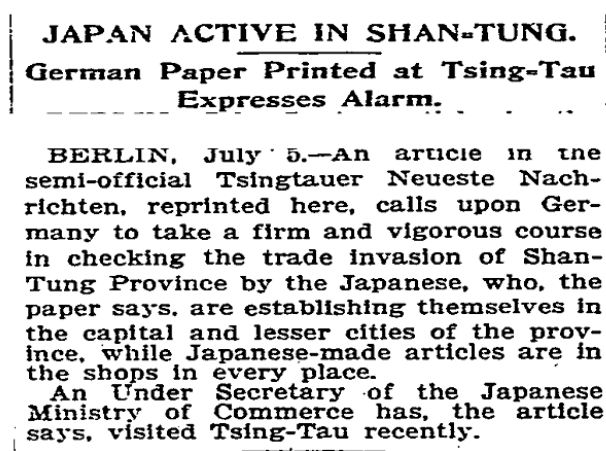 JAPAN ACTIVE IN SHAN-TUNG.
German Paper Printed at Tsing-Tau
Expresses Alarm.
BERLIN, July 5.—An article in the
semi-official Tsingtauer Neueste Nach-
richten, reprinted here, calls upon Ger-
many to take a firm and vigorous course
in checking the trade invasion of Shan-
Tung Province by the Japanese, who, the
paper says, are establishing themselves in
the capital and lesser cities of the prov-
ince, while Japanese-made articles are in
the shops in every place.
An Under Secretary of the Japanese
Ministry of Commerce has, the article
says, visited Tsing-Tau recently.